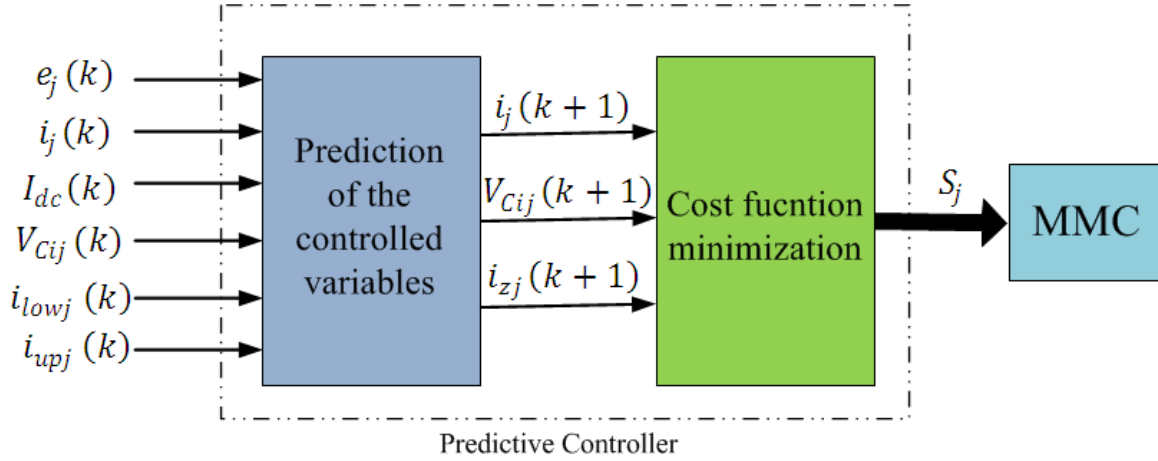 e_j(k)
i_j(k)
I_dc(k)
V_Cij(k)
i_lowj(k)
i_upj(k)
Prediction
of the
controlled
variables
i_j(k + 1)
V_Cij(k + 1)
i_zj(k + 1)
Cost fucntion
minimization
S_j
MMC
Predictive Controller